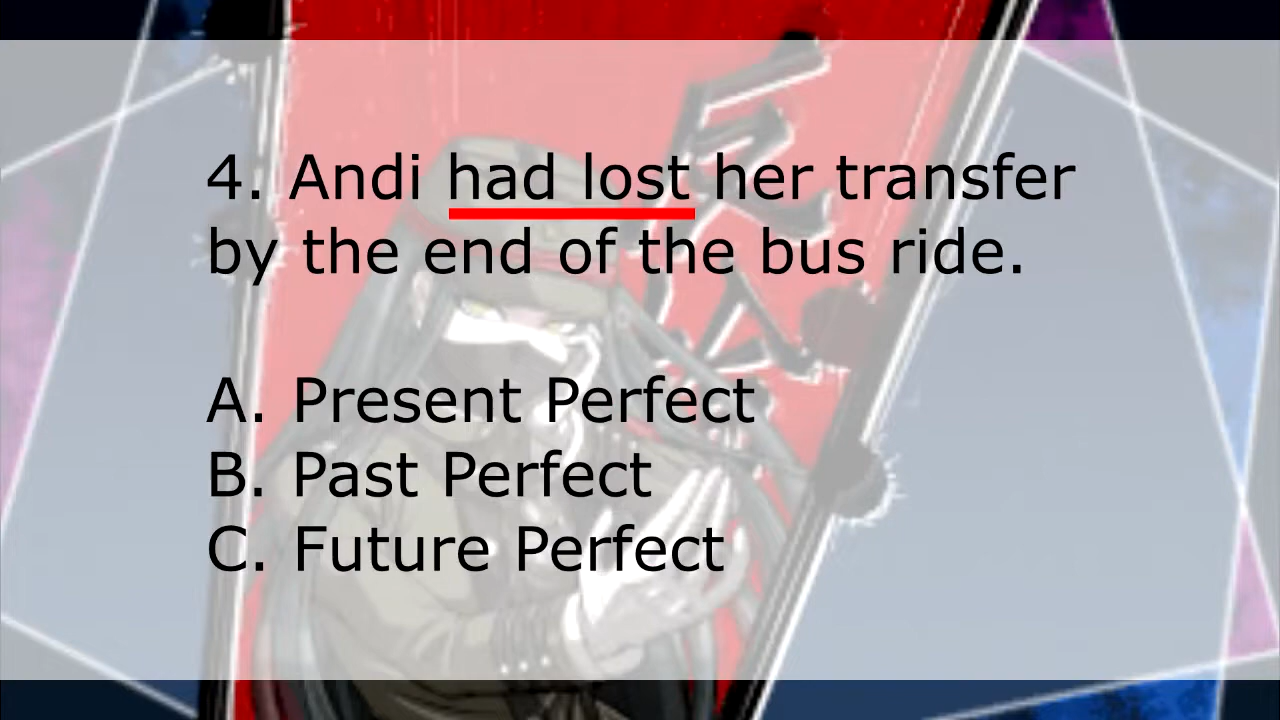 4. Andi had lost her transfer
by the end of the bus ride.
A. Present Perfect
B. Past Perfect
C. Future Perfect